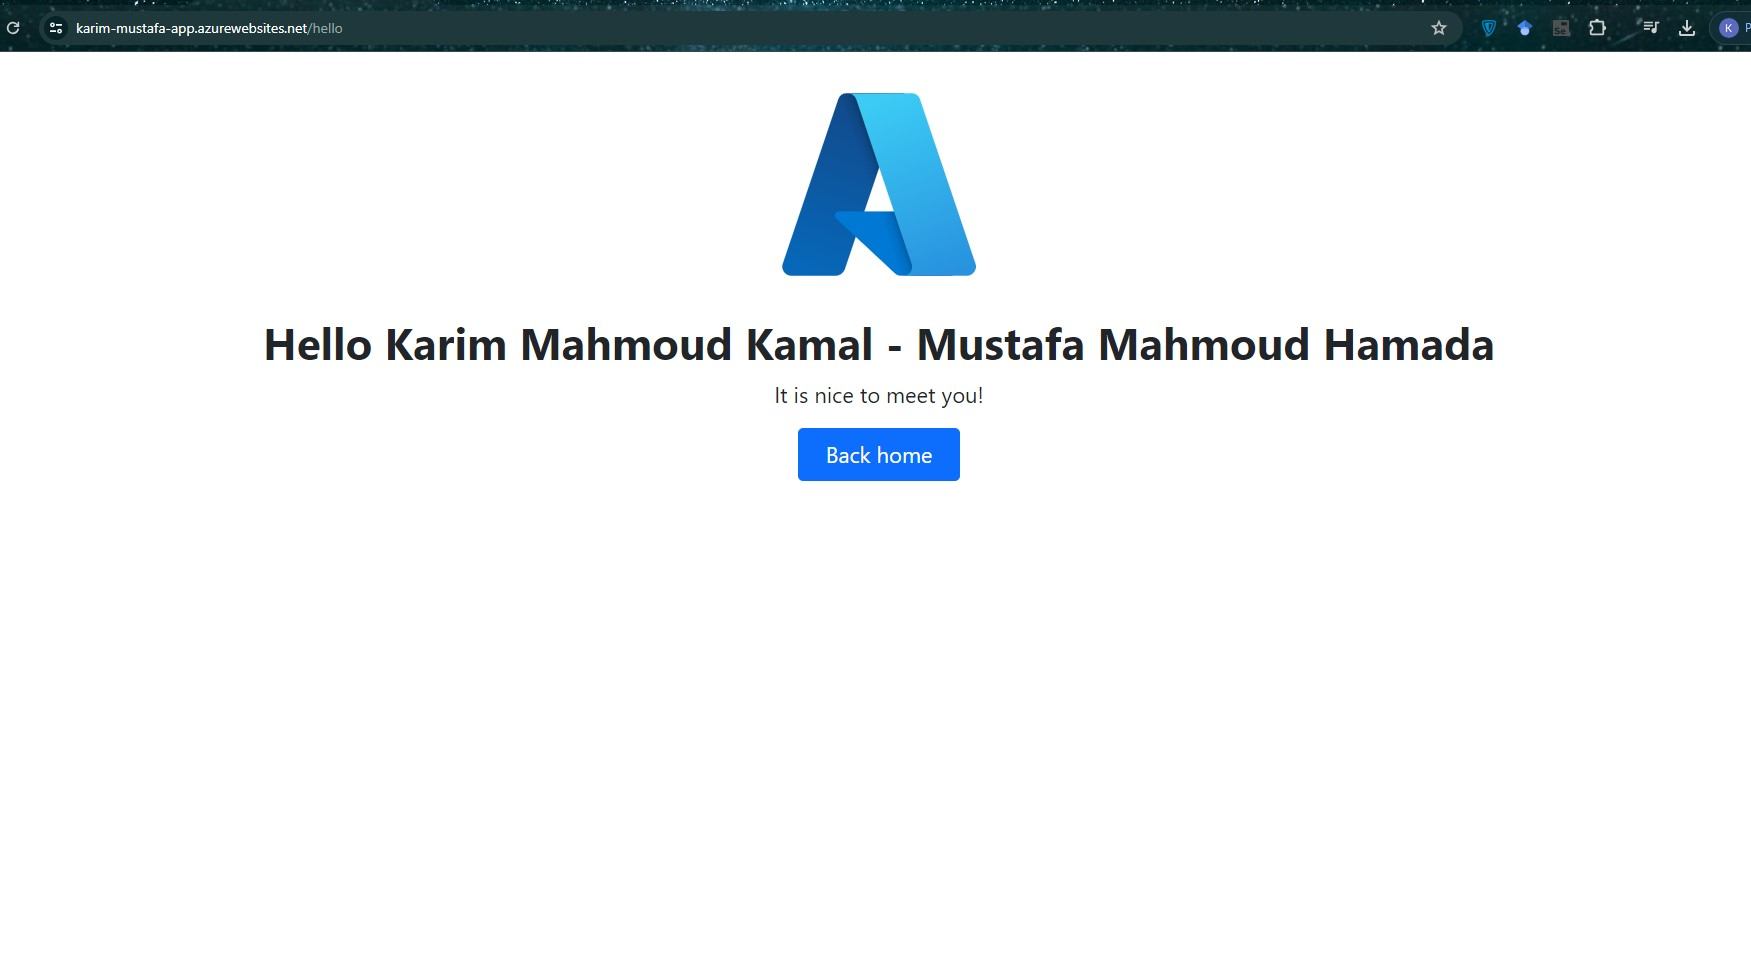 karim-mustafa-app.azurewebsites.net/hello
Se
K
P
Hello Karim Mahmoud Kamal - Mustafa Mahmoud Hamada
It is nice to meet you!
Back home